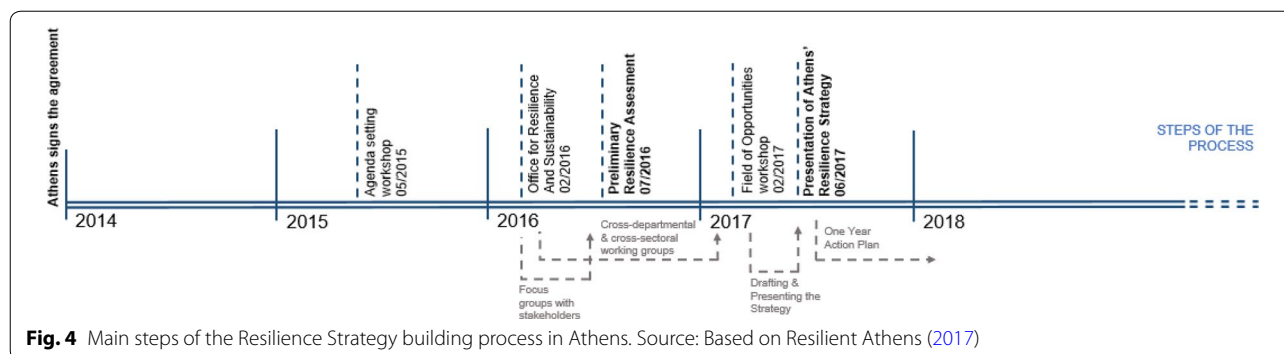 Athens signs the agreement
Agenda setting
workshop
05/2015
Office for Resilience
And Sustainability
02/2016
Preliminary
Resilience Assesment
07/2016
Field of Opportunities
workshop
02/2017
Presentation of Athens'
Resilience Strategy
06/2017
STEPS OF THE
PROCESS
2014
2015
2016
2017
2018
Cross-departmental
& cross-sectoral
working groups
One Year
Action Plan
Focus
groups with
stakeholders
Drafting &
Presenting the
Strategy
Fig. 4 Main steps of the Resilience Strategy building process in Athens. Source: Based on Resilient Athens (2017)